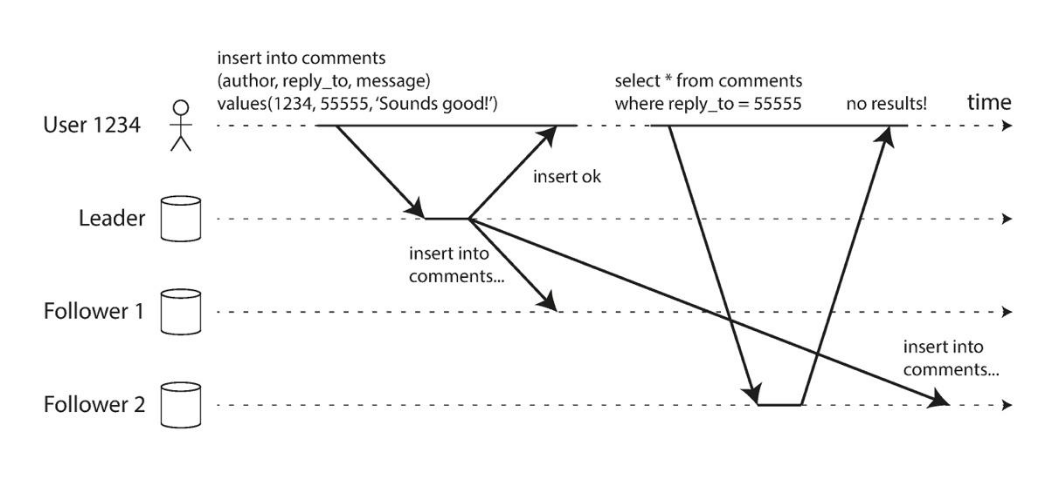 insert into comments
(author, reply_to, message)
values(1234, 55555, ‘Sounds good!’)
select * from comments
where reply_to = 55555
no results!
time
User 1234
insert ok
Leader
insert into
comments...
Follower 1
insert into
comments...
Follower 2